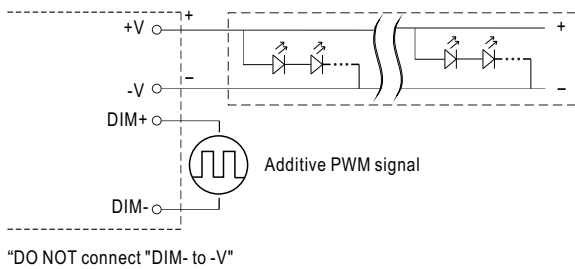 +V
+
+
-V
−
−
DIM+
Additive PWM signal
DIM-
“DO NOT connect "DIM- to -V"